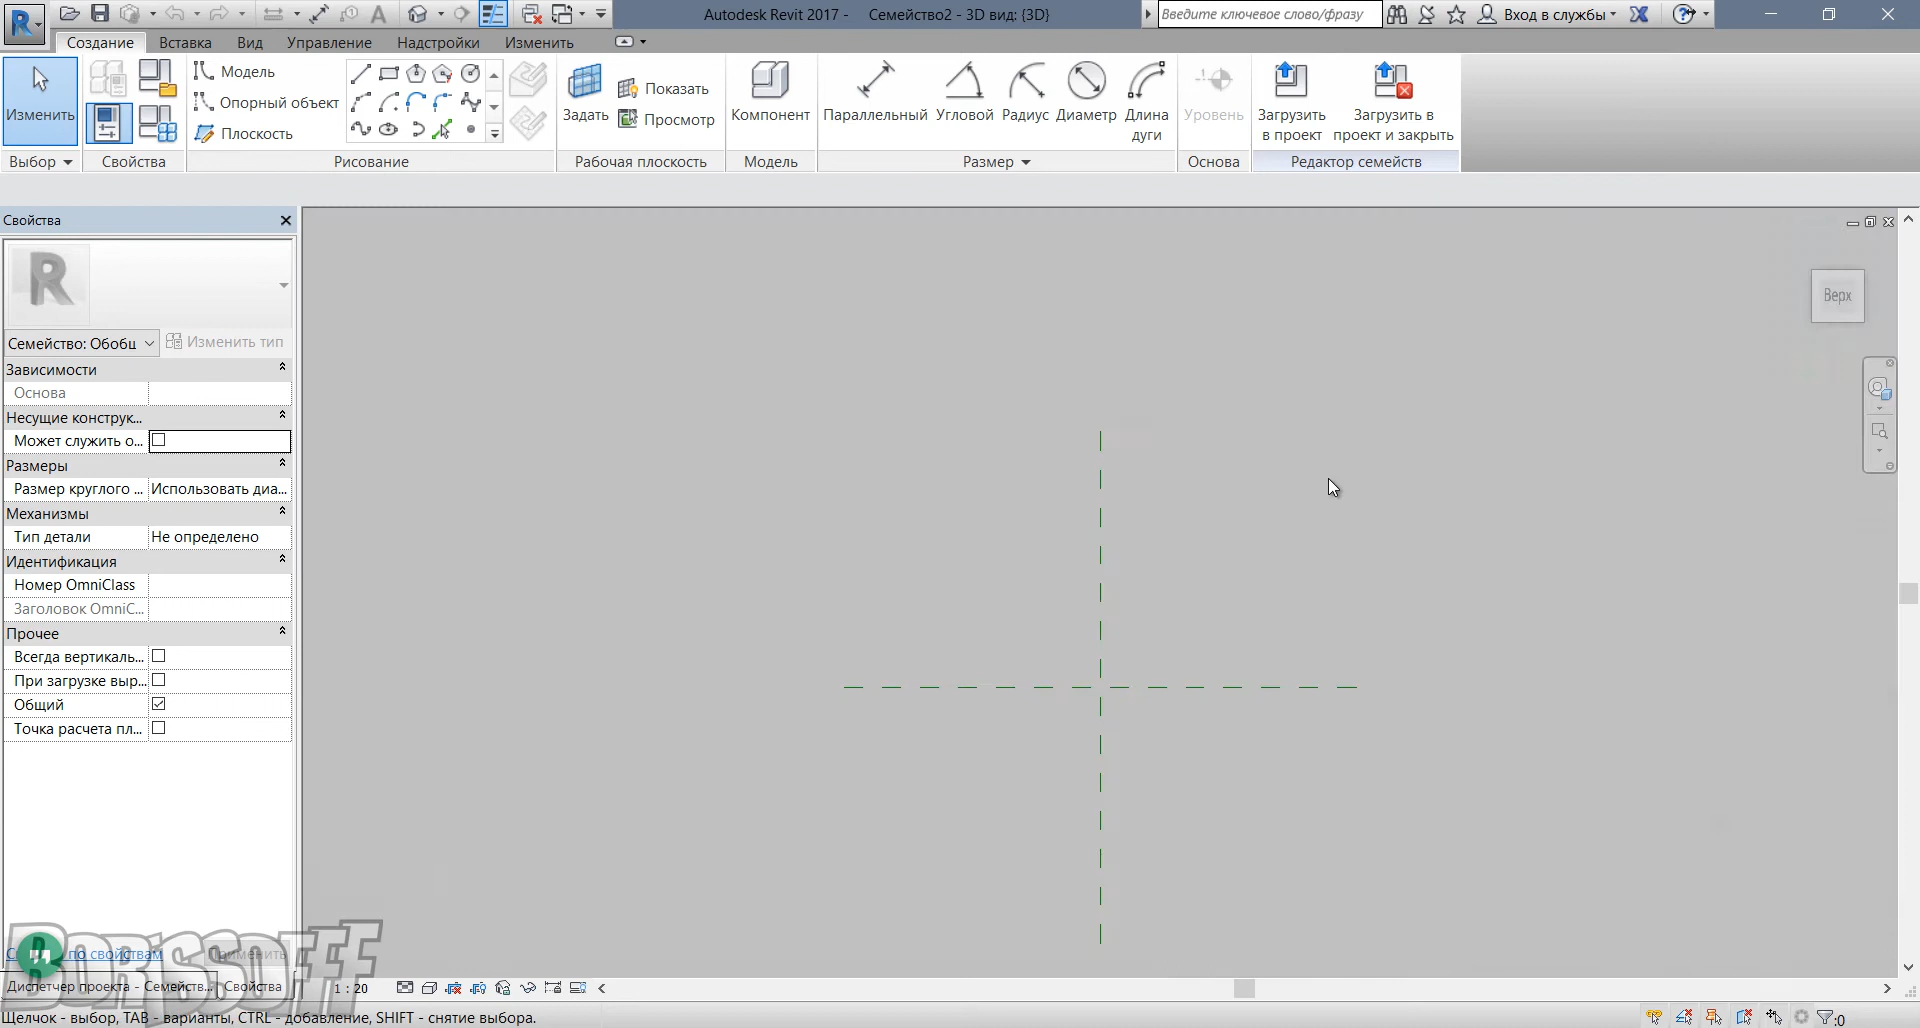 Autodesk Revit 2017 - Семейство2 - 3D вид: {3D}
Введите ключевое слово/фразу
Вход в службы
Создание Вставка Вид Управление Надстройки Изменить
Изменить
Модель
Опорный объект
Плоскость
Задать
Показать
Просмотр
Компонент
Параллельный Угловой Радиус Диаметр Длина дуги
Уровень
Загрузить в проект
Загрузить в проект и закрыть
Выбор Свойства Рисование Рабочая плоскость Модель Размер Основа Редактор семейств
Свойства
Верх
Семейство: Обобщ Изменить тип
Зависимости
Основа
Несущие конструк...
Может служить о...
Размеры
Размер круглого ... Использовать диа...
Механизмы
Тип детали Не определено
Идентификация
Номер OmniClass
Заголовок OmniC...
Прочее
Всегда вертикаль...
При загрузке выр...
Общий
Точка расчета пл...
по свойствам Применить
BORISSOFFF
Диспетчер проекта - Семейств... Свойства
1 : 20
Щелчок - выбор, TAB - варианты, CTRL - добавление, SHIFT - снятие выбора.
:0